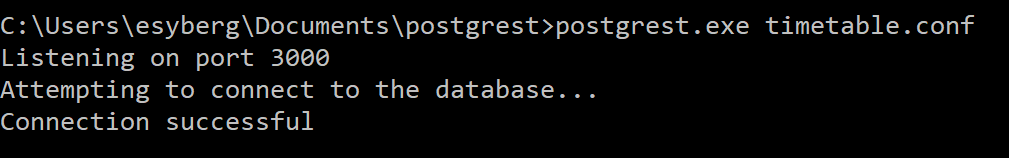 C:\Users\esyberg\Documents\postgrest>postgrest.exe timetable.conf
Listening on port 3000
Attempting to connect to the database...
Connection successful